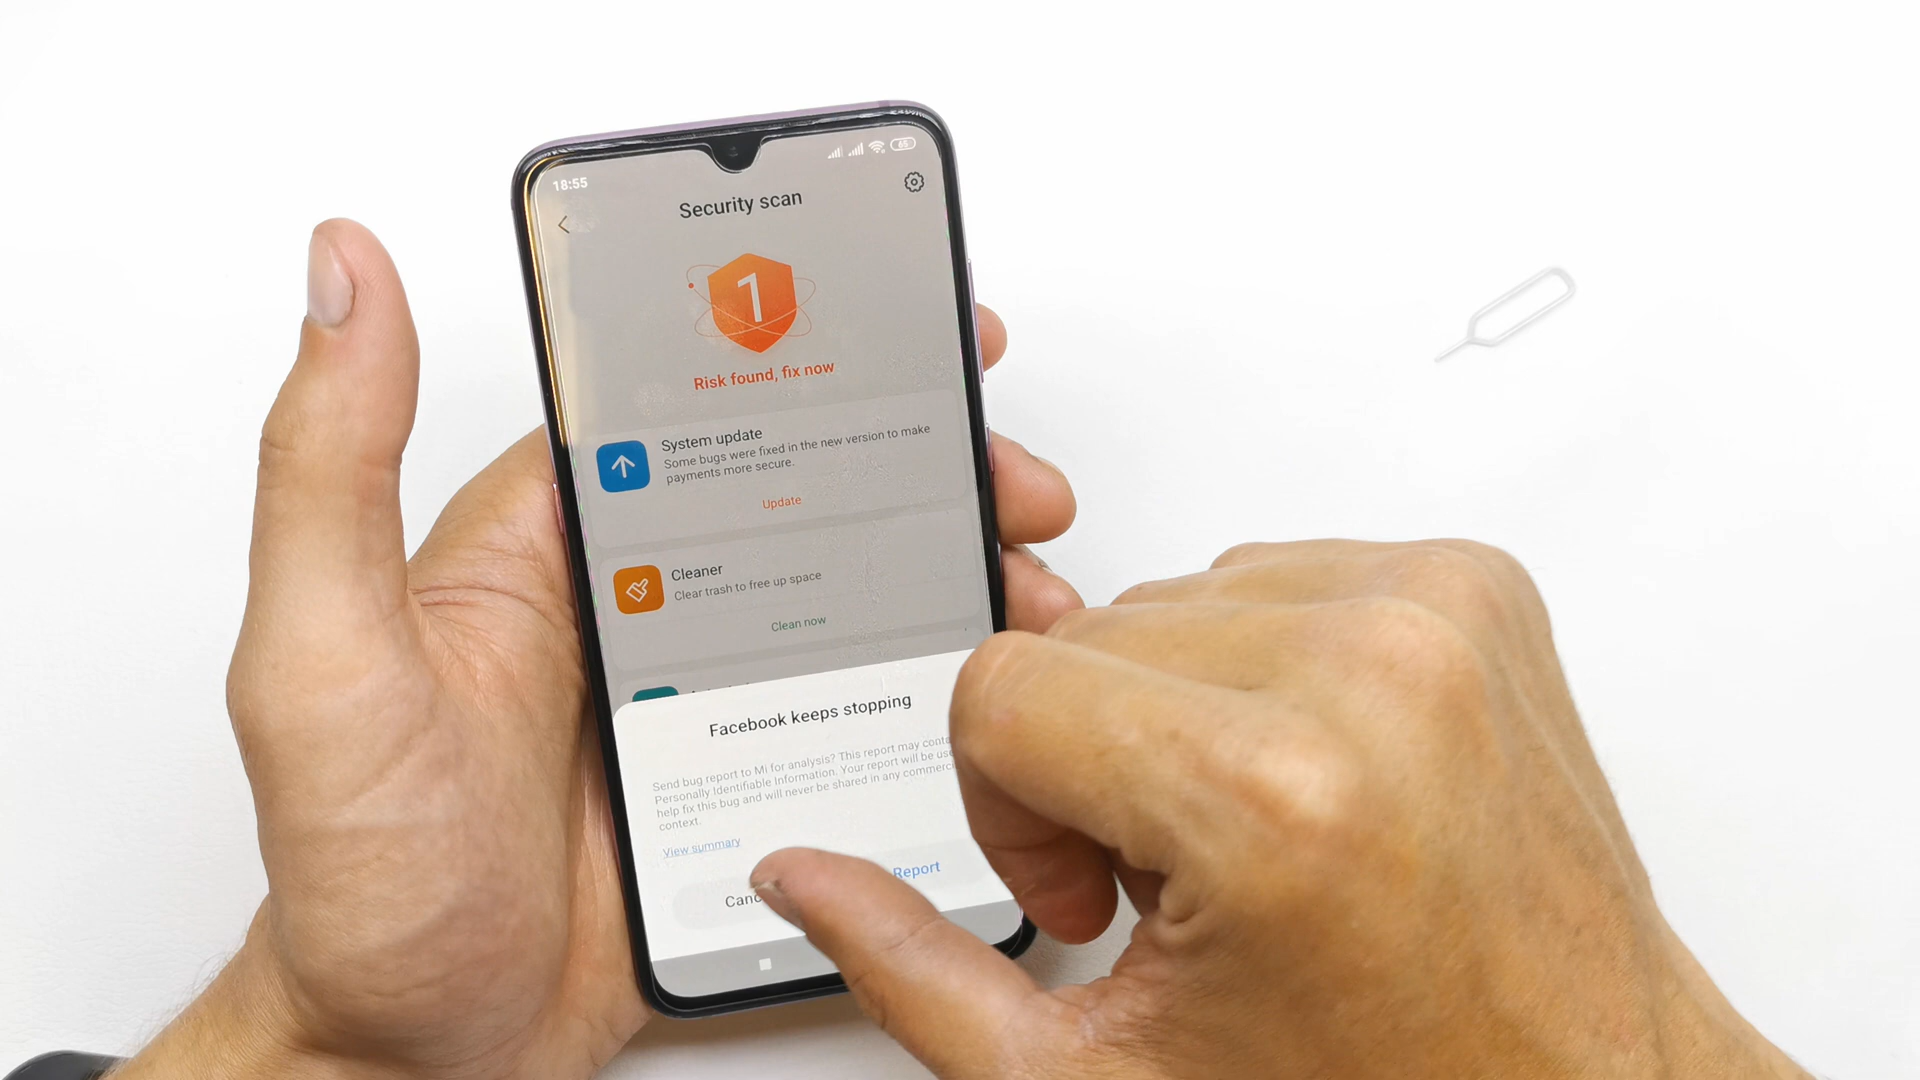 18:55
65
Security scan
1
Risk found, fix now
System update
Some bugs were fixed in the new version to make
payments more secure.
Update
Cleaner
Clear trash to free up space
Clean now
Facebook keeps stopping
Send bug report to Mi for analysis? This report may
Personally Identifiable Information. Your report will be
help fix this bug and will never be shared in any
context.
View summary
Report